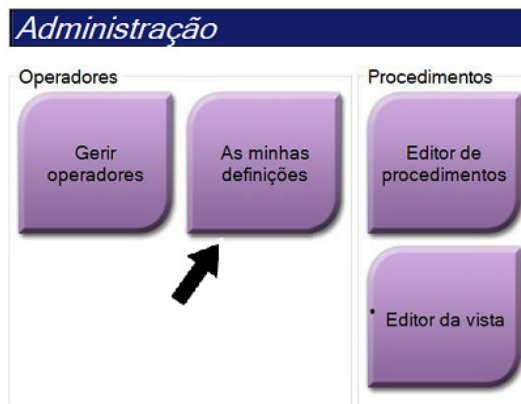 Administração
Operadores
Gerir
operadores
As minhas
definições
Procedimentos
Editor de
procedimentos
Editor da vista